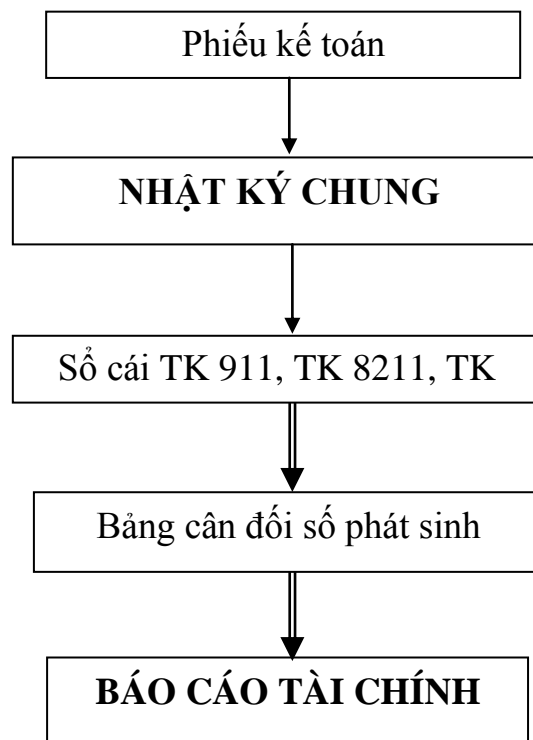 Phiếu kế toán
NHẬT KÝ CHUNG
Sổ cái TK 911, TK 8211, TK
Bảng cân đối số phát sinh
BÁO CÁO TÀI CHÍNH